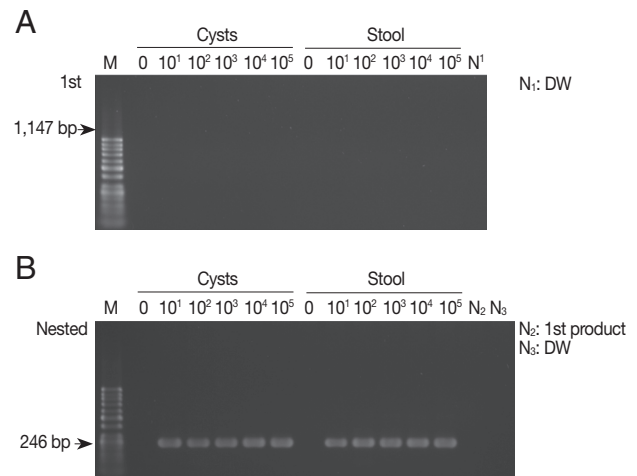 A
Cysts Stool
M 0 10¹ 10² 10³ 10⁴ 10⁵ 0 10¹ 10² 10³ 10⁴ 10⁵ N¹
1st N₁: DW
1,147 bp
B
Cysts Stool
M 0 10¹ 10² 10³ 10⁴ 10⁵ 0 10¹ 10² 10³ 10⁴ 10⁵ N₂ N₃
Nested N₂: 1st product
N₃: DW
246 bp